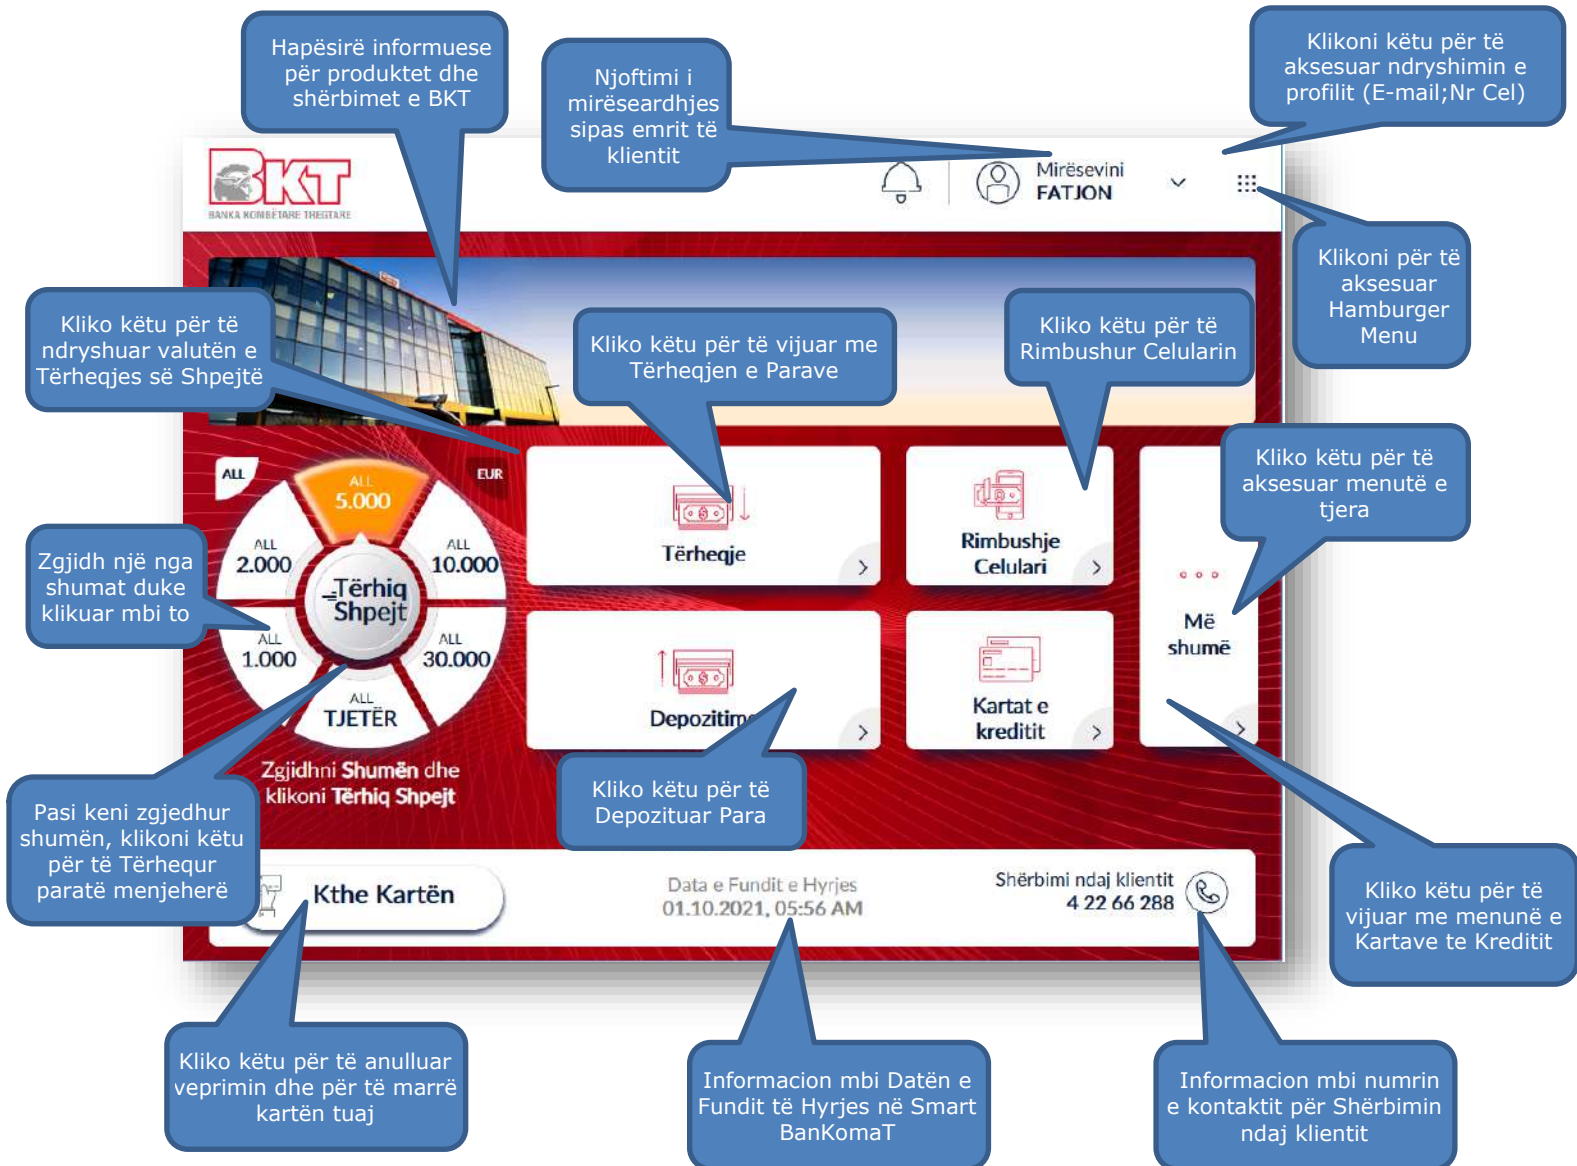 Hapësirë informuese
për produktet dhe
shërbimet e BKT
Njoftimi i
mirëseardhjes
sipas emrit të
klientit
Klikoni këtu për të
aksesuar ndryshimin e
profilit (E-mail;Nr Cel)
BKT
BANKA KOMBËTARE TREGTARE
Mirësevini
FATJON
Klikoni për të
aksesuar
Hamburger
Menu
Kliko këtu për të
ndryshuar valutën e
Tërheqjes së Shpejtë
Kliko këtu për të vijuar me
Tërheqjen e Parave
Kliko këtu për të
Rimbushur Celularin
Kliko këtu për të
aksesuar menutë e
tjera
ALL
EUR
ALL
5.000
ALL
2.000
ALL
10.000
Tërhiq
Shpejt
ALL
1.000
ALL
30.000
ALL
TJETËR
Zgjidhni Shumën dhe
klikoni Tërhiq Shpejt
Zgjidh një nga
shumat duke
klikuar mbi to
Tërheqje
Rimbushje
Celulari
Më
shumë
Depozitime
Kartat e
kreditit
Kliko këtu për të
Depozituar Para
Pasi keni zgjedhur
shumën, klikoni këtu
për të Tërhequr
paratë menjeherë
Kthe Kartën
Data e Fundit e Hyrjes
01.10.2021, 05:56 AM
Shërbimi ndaj klientit
4 22 66 288
Kliko këtu për të
vijuar me menunë e
Kartave te Kreditit
Kliko këtu për të anulluar
veprimin dhe për të marrë
kartën tuaj
Informacion mbi Datën e
Fundit të Hyrjes në Smart
BanKomaT
Informacion mbi numrin
e kontaktit për Shërbimin
ndaj klientit